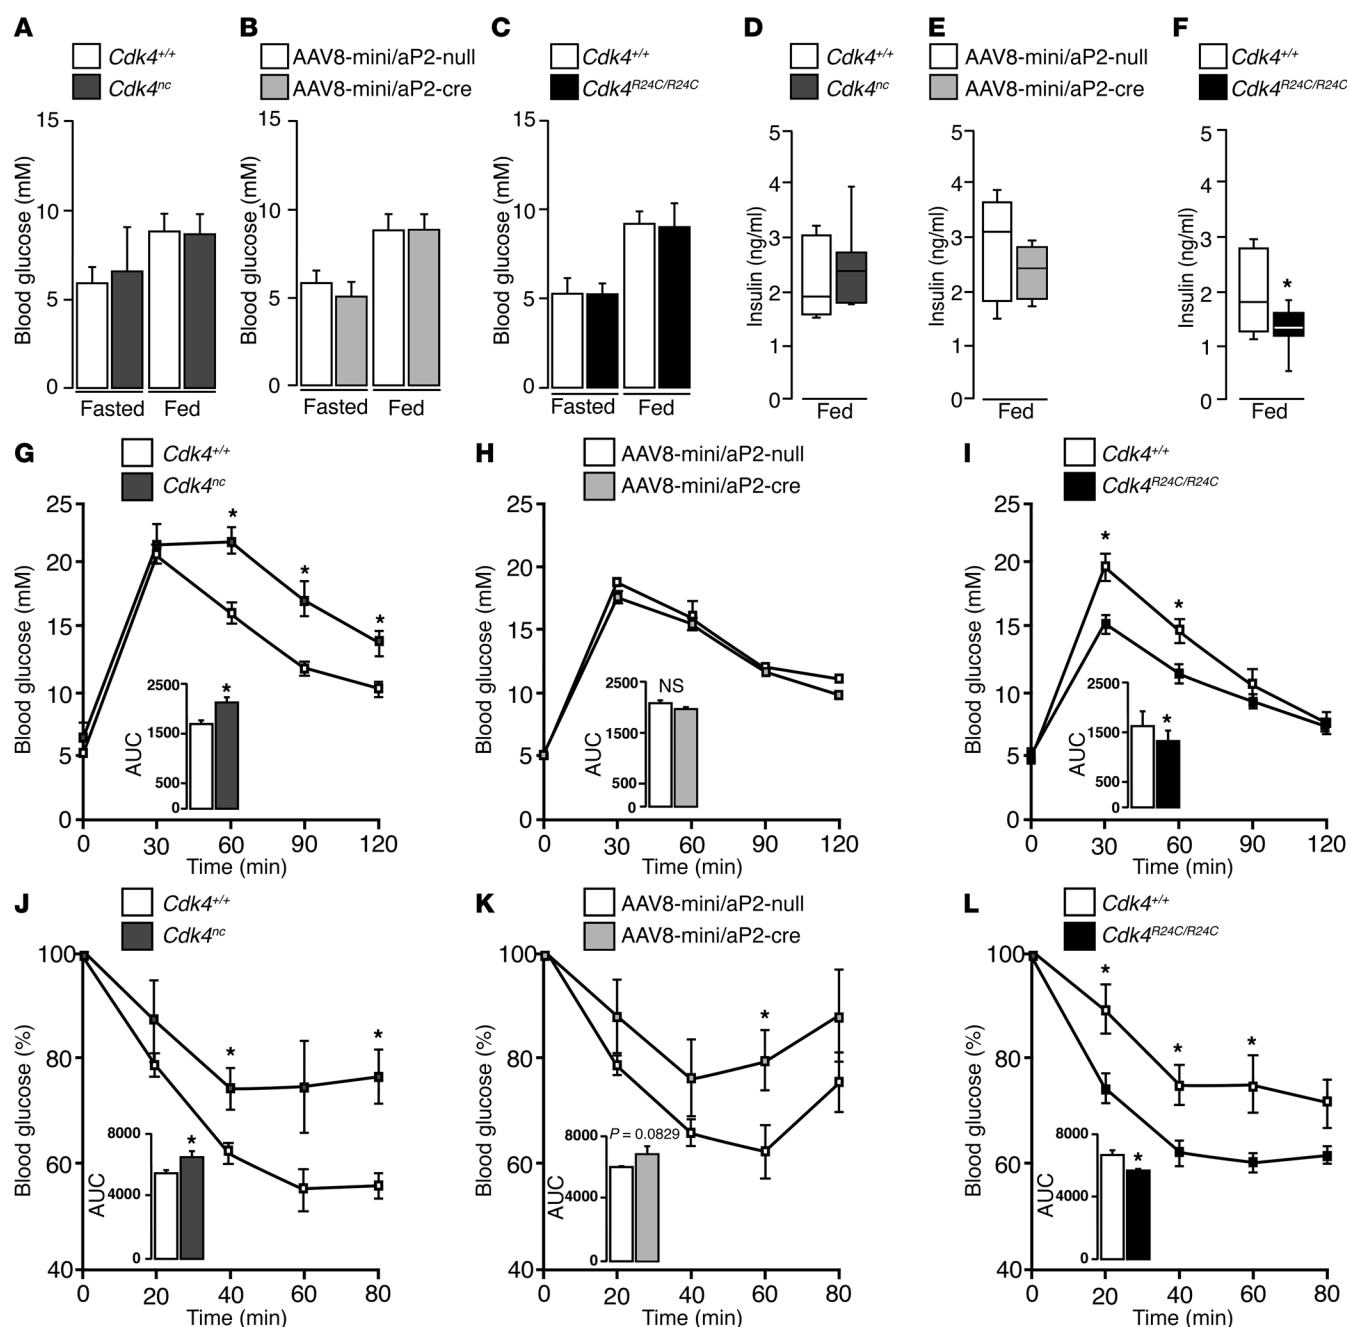 A
Cdk4+/+
Cdk4nc
Blood glucose (mM)
15
10
5
0
Fasted
Fed
B
AAV8-mini/aP2-null
AAV8-mini/aP2-cre
Blood glucose (mM)
15
10
5
0
Fasted
Fed
C
Cdk4+/+
Cdk4R24C/R24C
Blood glucose (mM)
15
10
5
0
Fasted
Fed
D
Cdk4+/+
Cdk4nc
Insulin (ng/ml)
5
4
3
2
1
0
Fed
E
AAV8-mini/aP2-null
AAV8-mini/aP2-cre
Insulin (ng/ml)
5
4
3
2
1
0
Fed
F
Cdk4+/+
Cdk4R24C/R24C
Insulin (ng/ml)
5
4
3
2
1
0
*
Fed
G
Cdk4+/+
Cdk4nc
Blood glucose (mM)
25
20
15
10
5
0
*
*
*
AUC
2500
1500
500
0
*
0 30 60 90 120
Time (min)
H
AAV8-mini/aP2-null
AAV8-mini/aP2-cre
Blood glucose (mM)
25
20
15
10
5
0
AUC
2500
1500
500
0
NS
0 30 60 90 120
Time (min)
I
Cdk4+/+
Cdk4R24C/R24C
Blood glucose (mM)
25
20
15
10
5
0
*
*
AUC
2500
1500
500
0
*
0 30 60 90 120
Time (min)
J
Cdk4+/+
Cdk4nc
Blood glucose (%)
100
80
60
40
*
*
AUC
8000
4000
0
*
0 20 40 60 80
Time (min)
K
AAV8-mini/aP2-null
AAV8-mini/aP2-cre
Blood glucose (%)
100
80
60
40
*
AUC
8000
4000
0
P = 0.0829
0 20 40 60 80
Time (min)
L
Cdk4+/+
Cdk4R24C/R24C
Blood glucose (%)
100
80
60
40
*
*
*
AUC
8000
4000
0
*
0 20 40 60 80
Time (min)